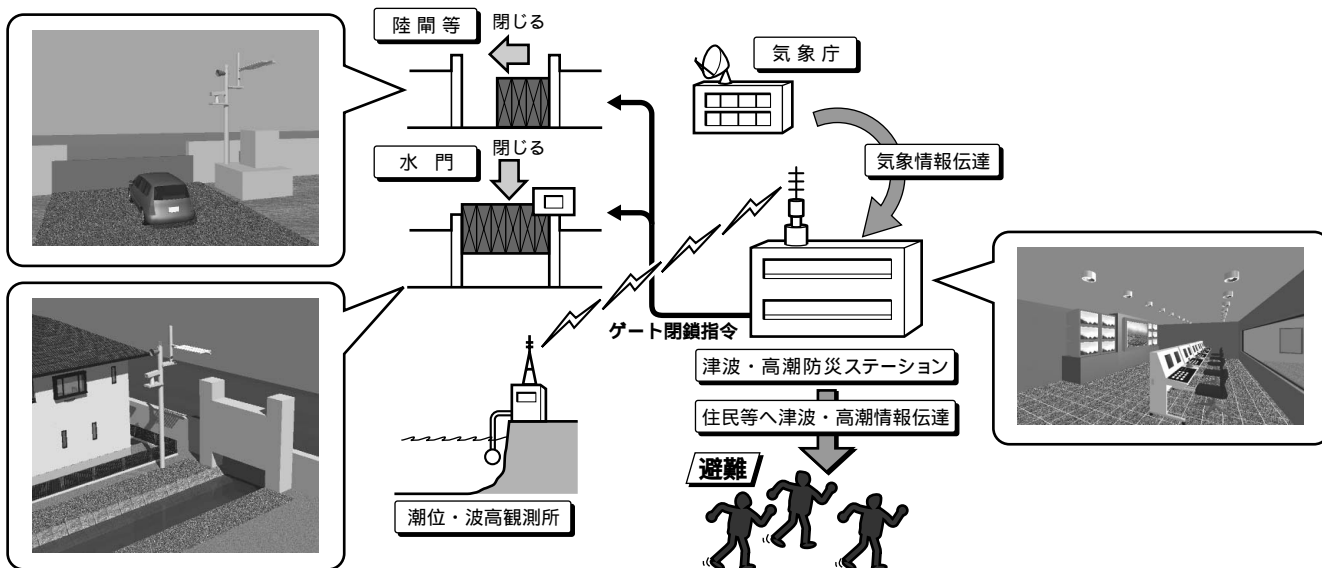 陸閘等
閉じる
気象庁
水門
閉じる
気象情報伝達
ゲート閉鎖指令
津波・高潮防災ステーション
住民等へ津波・高潮情報伝達
避難
潮位・波高観測所